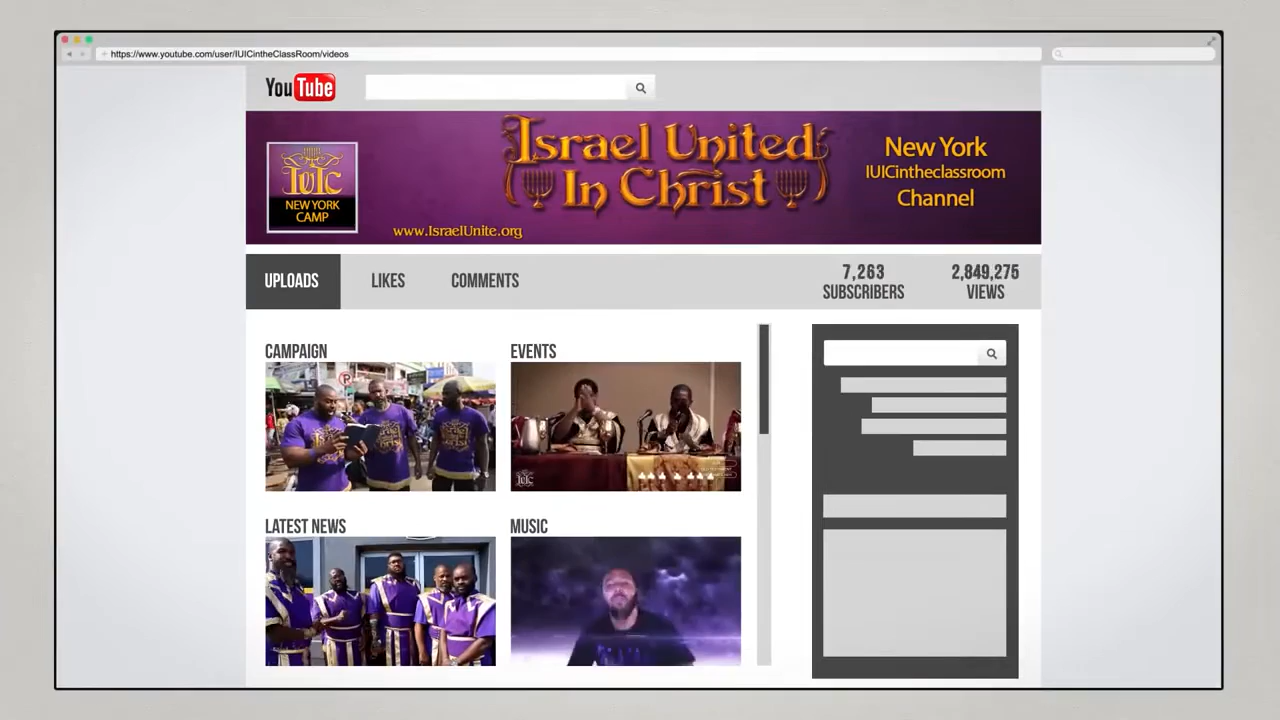 https://www.youtube.com/user/IUICintheClassRoom/videos
YouTube
Israel United
In Christ
New York
IUICintheclassroom
Channel
IUIC
NEW YORK
CAMP
www.IsraelUnite.org
UPLOADS
LIKES
COMMENTS
7,263
SUBSCRIBERS
2,849,275
VIEWS
CAMPAIGN
EVENTS
IUIC
LATEST NEWS
MUSIC